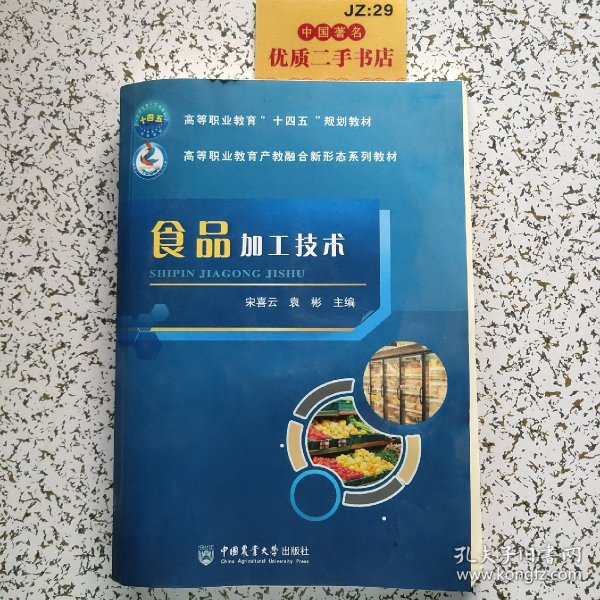 JZ:29
中国著名
优质二手书店
十四五
高等职业教育“十四五”规划教材
高等职业教育产教融合新形态系列教材
食品加工技术
SHIPIN JIAGONG JISHU
宋喜云 袁 彬 主编
中国农业大学出版社
China Agricultural University Press
孔夫子旧书网
www.kongfz.com